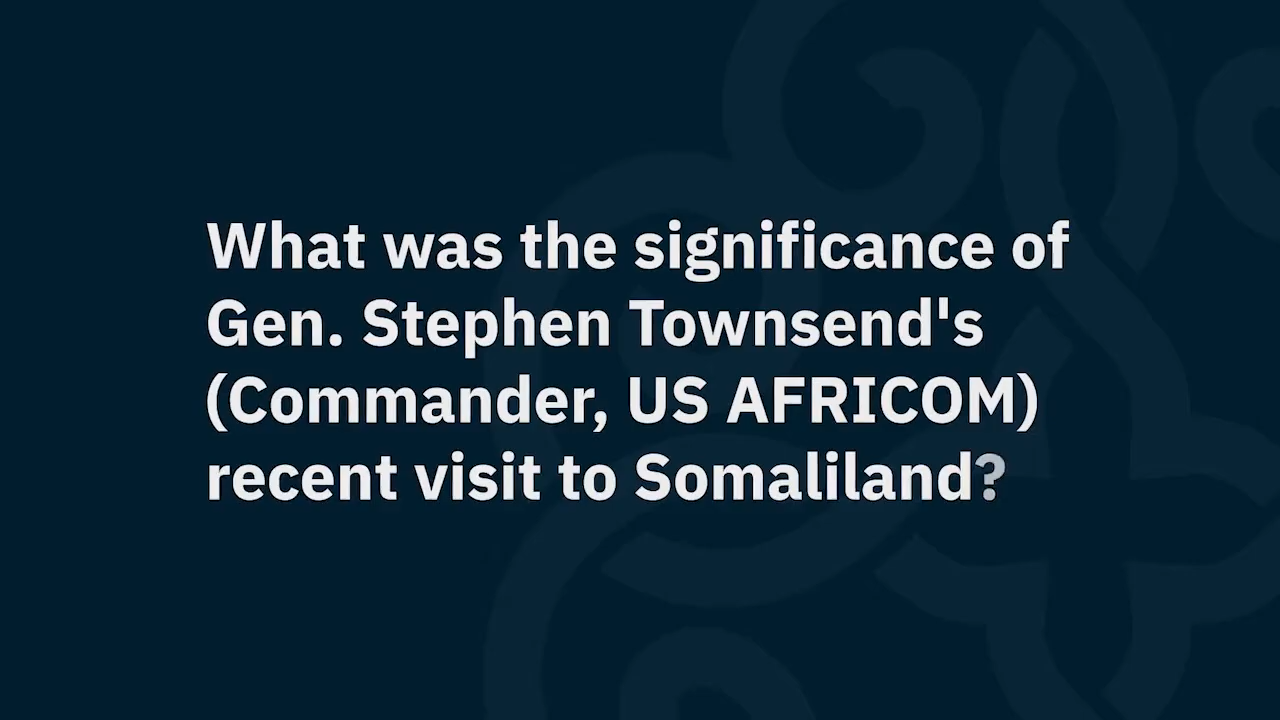 What was the significance of
Gen. Stephen Townsend's
(Commander, US AFRICOM)
recent visit to Somaliland?